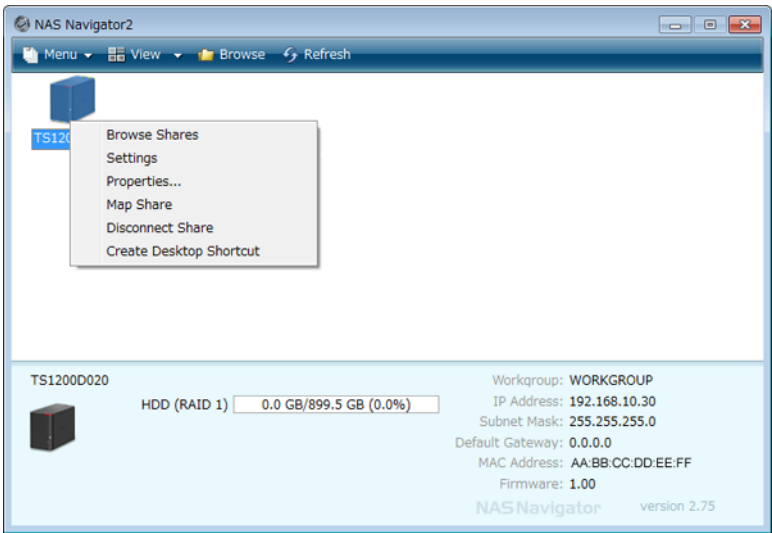 NAS Navigator2
Menu View Browse Refresh
TS120
Browse Shares
Settings
Properties...
Map Share
Disconnect Share
Create Desktop Shortcut
TS1200D020
HDD (RAID 1) 0.0 GB/899.5 GB (0.0%)
Workgroup: WORKGROUP
IP Address: 192.168.10.30
Subnet Mask: 255.255.255.0
Default Gateway: 0.0.0.0
MAC Address: AA:BB:CC:DD:EE:FF
Firmware: 1.00
NAS Navigator version 2.75